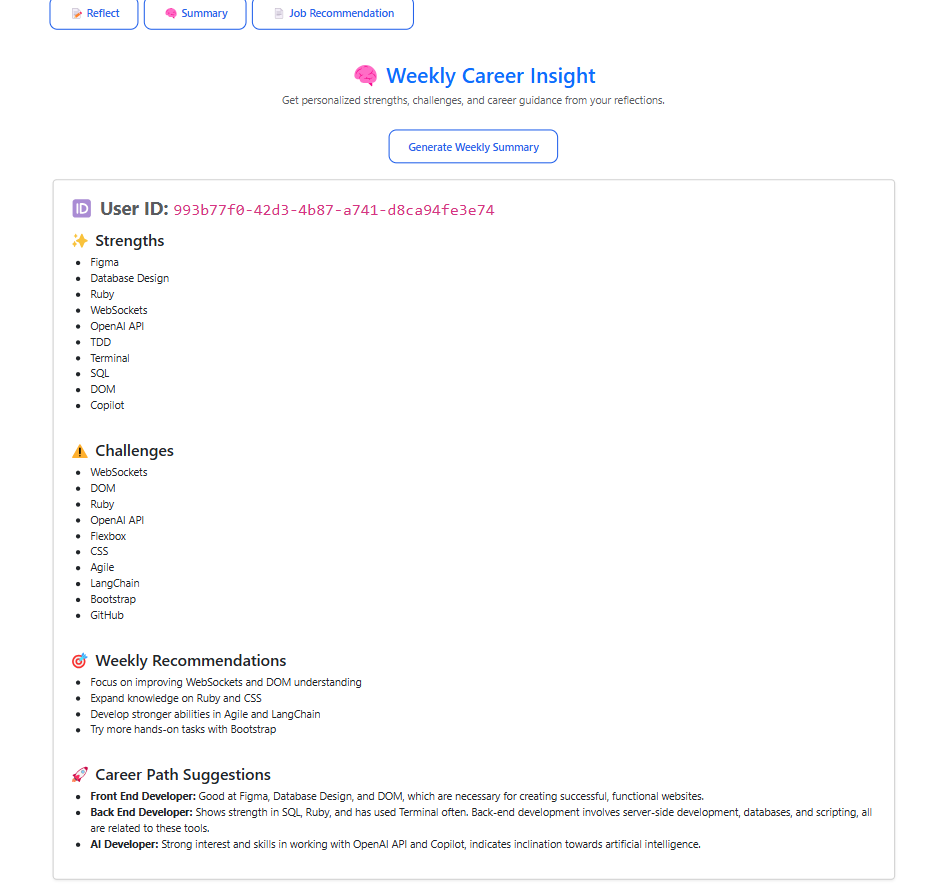 Reflect
Summary
Job Recommendation
Weekly Career Insight
Get personalized strengths, challenges, and career guidance from your reflections.
Generate Weekly Summary
ID User ID: 993b77f0-42d3-4b87-a741-d8ca94fe3e74
Strengths
Figma
Database Design
Ruby
WebSockets
OpenAI API
TDD
Terminal
SQL
DOM
Copilot
Challenges
WebSockets
DOM
Ruby
OpenAI API
Flexbox
CSS
Agile
LangChain
Bootstrap
GitHub
Weekly Recommendations
Focus on improving WebSockets and DOM understanding
Expand knowledge on Ruby and CSS
Develop stronger abilities in Agile and LangChain
Try more hands-on tasks with Bootstrap
Career Path Suggestions
Front End Developer: Good at Figma, Database Design, and DOM, which are necessary for creating successful, functional websites.
Back End Developer: Shows strength in SQL, Ruby, and has used Terminal often. Back-end development involves server-side development, databases, and scripting, all
are related to these tools.
AI Developer: Strong interest and skills in working with OpenAI API and Copilot, indicates inclination towards artificial intelligence.